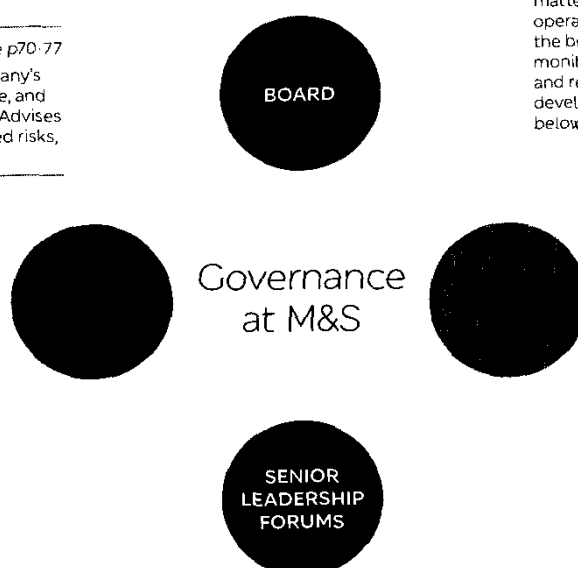 e p70-77
any's
e, and
Advises
ed risks,
BOARD
matte
opera
the b
monit
and re
devel
below
Governance
at M&S
SENIOR
LEADERSHIP
FORUMS